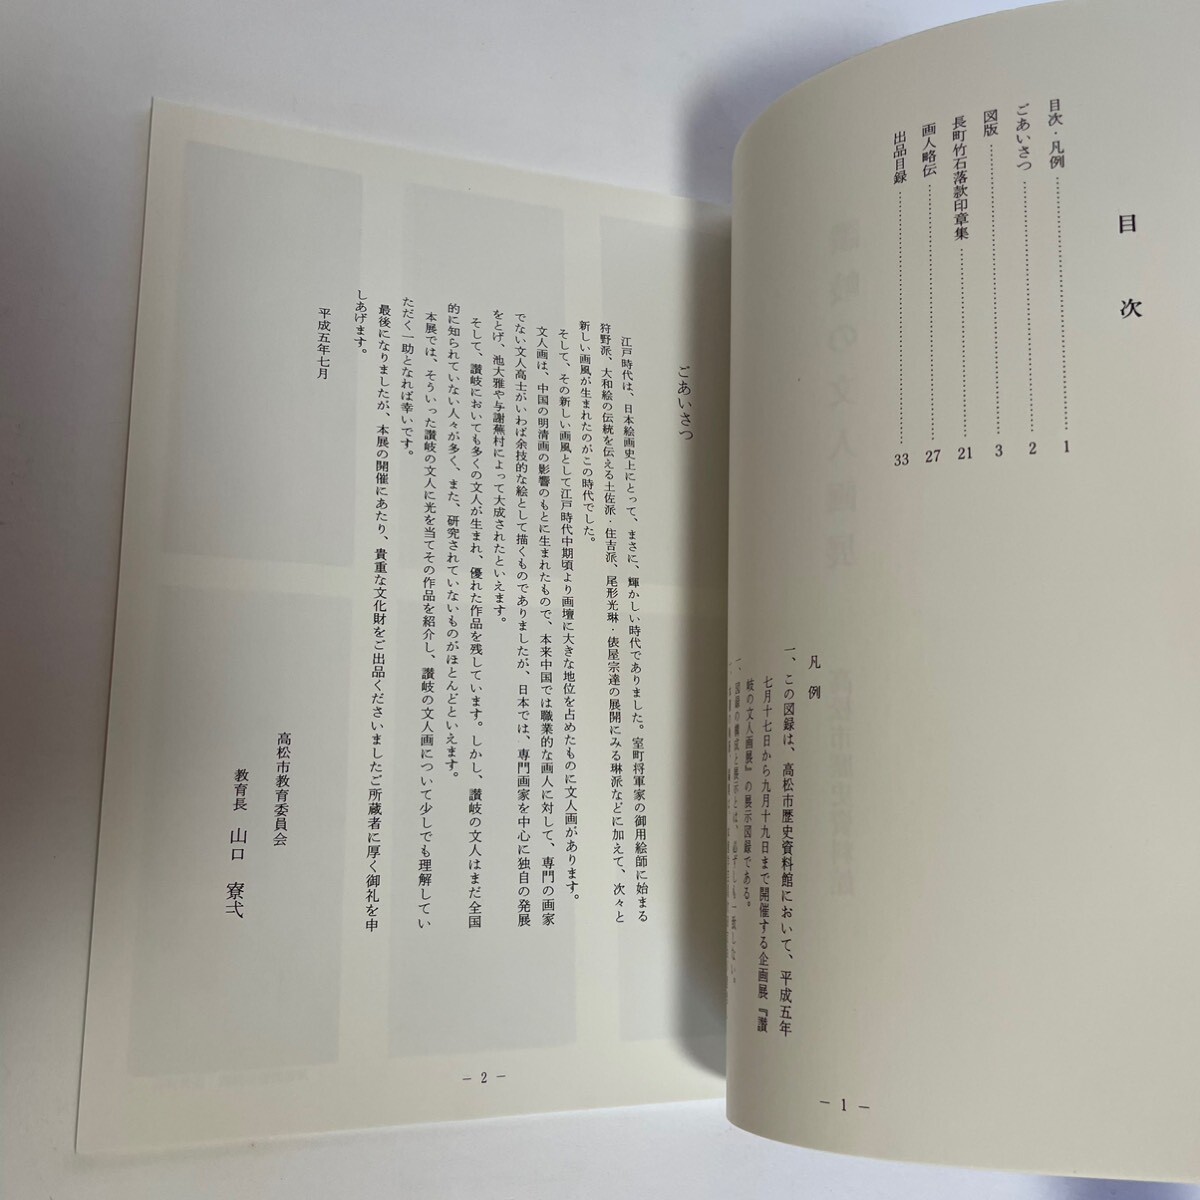 目次
目次・凡例 1
ごあいさつ 2
図版 3
長町竹石落款印章集 21
画人略伝 27
出品目録 33
凡例
一、この図録は、高松市歴史資料館において、平成五年
七月十七日から九月十九日まで開催する企画展『讃
岐の文人画展』の展示図録である。
一、図録の構成と展示とは、必ずしも一致しない。
― 1 ―
ごあいさつ
江戸時代は、日本絵画史上にとって、まさに、輝かしい時代でありました。室町将軍家の御用絵師に始まる
狩野派、大和絵の伝統を伝える土佐派・住吉派、尾形光琳・俵屋宗達の展開にみる琳派などに加えて、次々と
新しい画風が生まれたのがこの時代でした。
そして、その新しい画風として江戸時代中期頃より画壇に大きな地位を占めたものに文人画があります。
文人画は、中国の明清画の影響のもとに生まれたもので、本来中国では職業的な画人に対して、専門の画家
でない文人高士がいわば余技的な絵として描くものでありましたが、日本では、専門画家を中心に独自の発展
をとげ、池大雅や与謝蕪村によって大成されたといえます。
そして、讃岐においても多くの文人が生まれ、優れた作品を残しています。しかし、讃岐の文人はまだ全国
的に知られていない人々が多く、また、研究されていないものがほとんどといえます。
本展では、そういった讃岐の文人に光を当てその作品を紹介し、讃岐の文人画について少しでも理解してい
ただく一助となれば幸いです。
最後になりましたが、本展の開催にあたり、貴重な文化財をご出品くださいましたご所蔵者に厚く御礼を申
しあげます。
平成五年七月
高松市教育委員会
教育長 山口 寮弌
― 2 ―